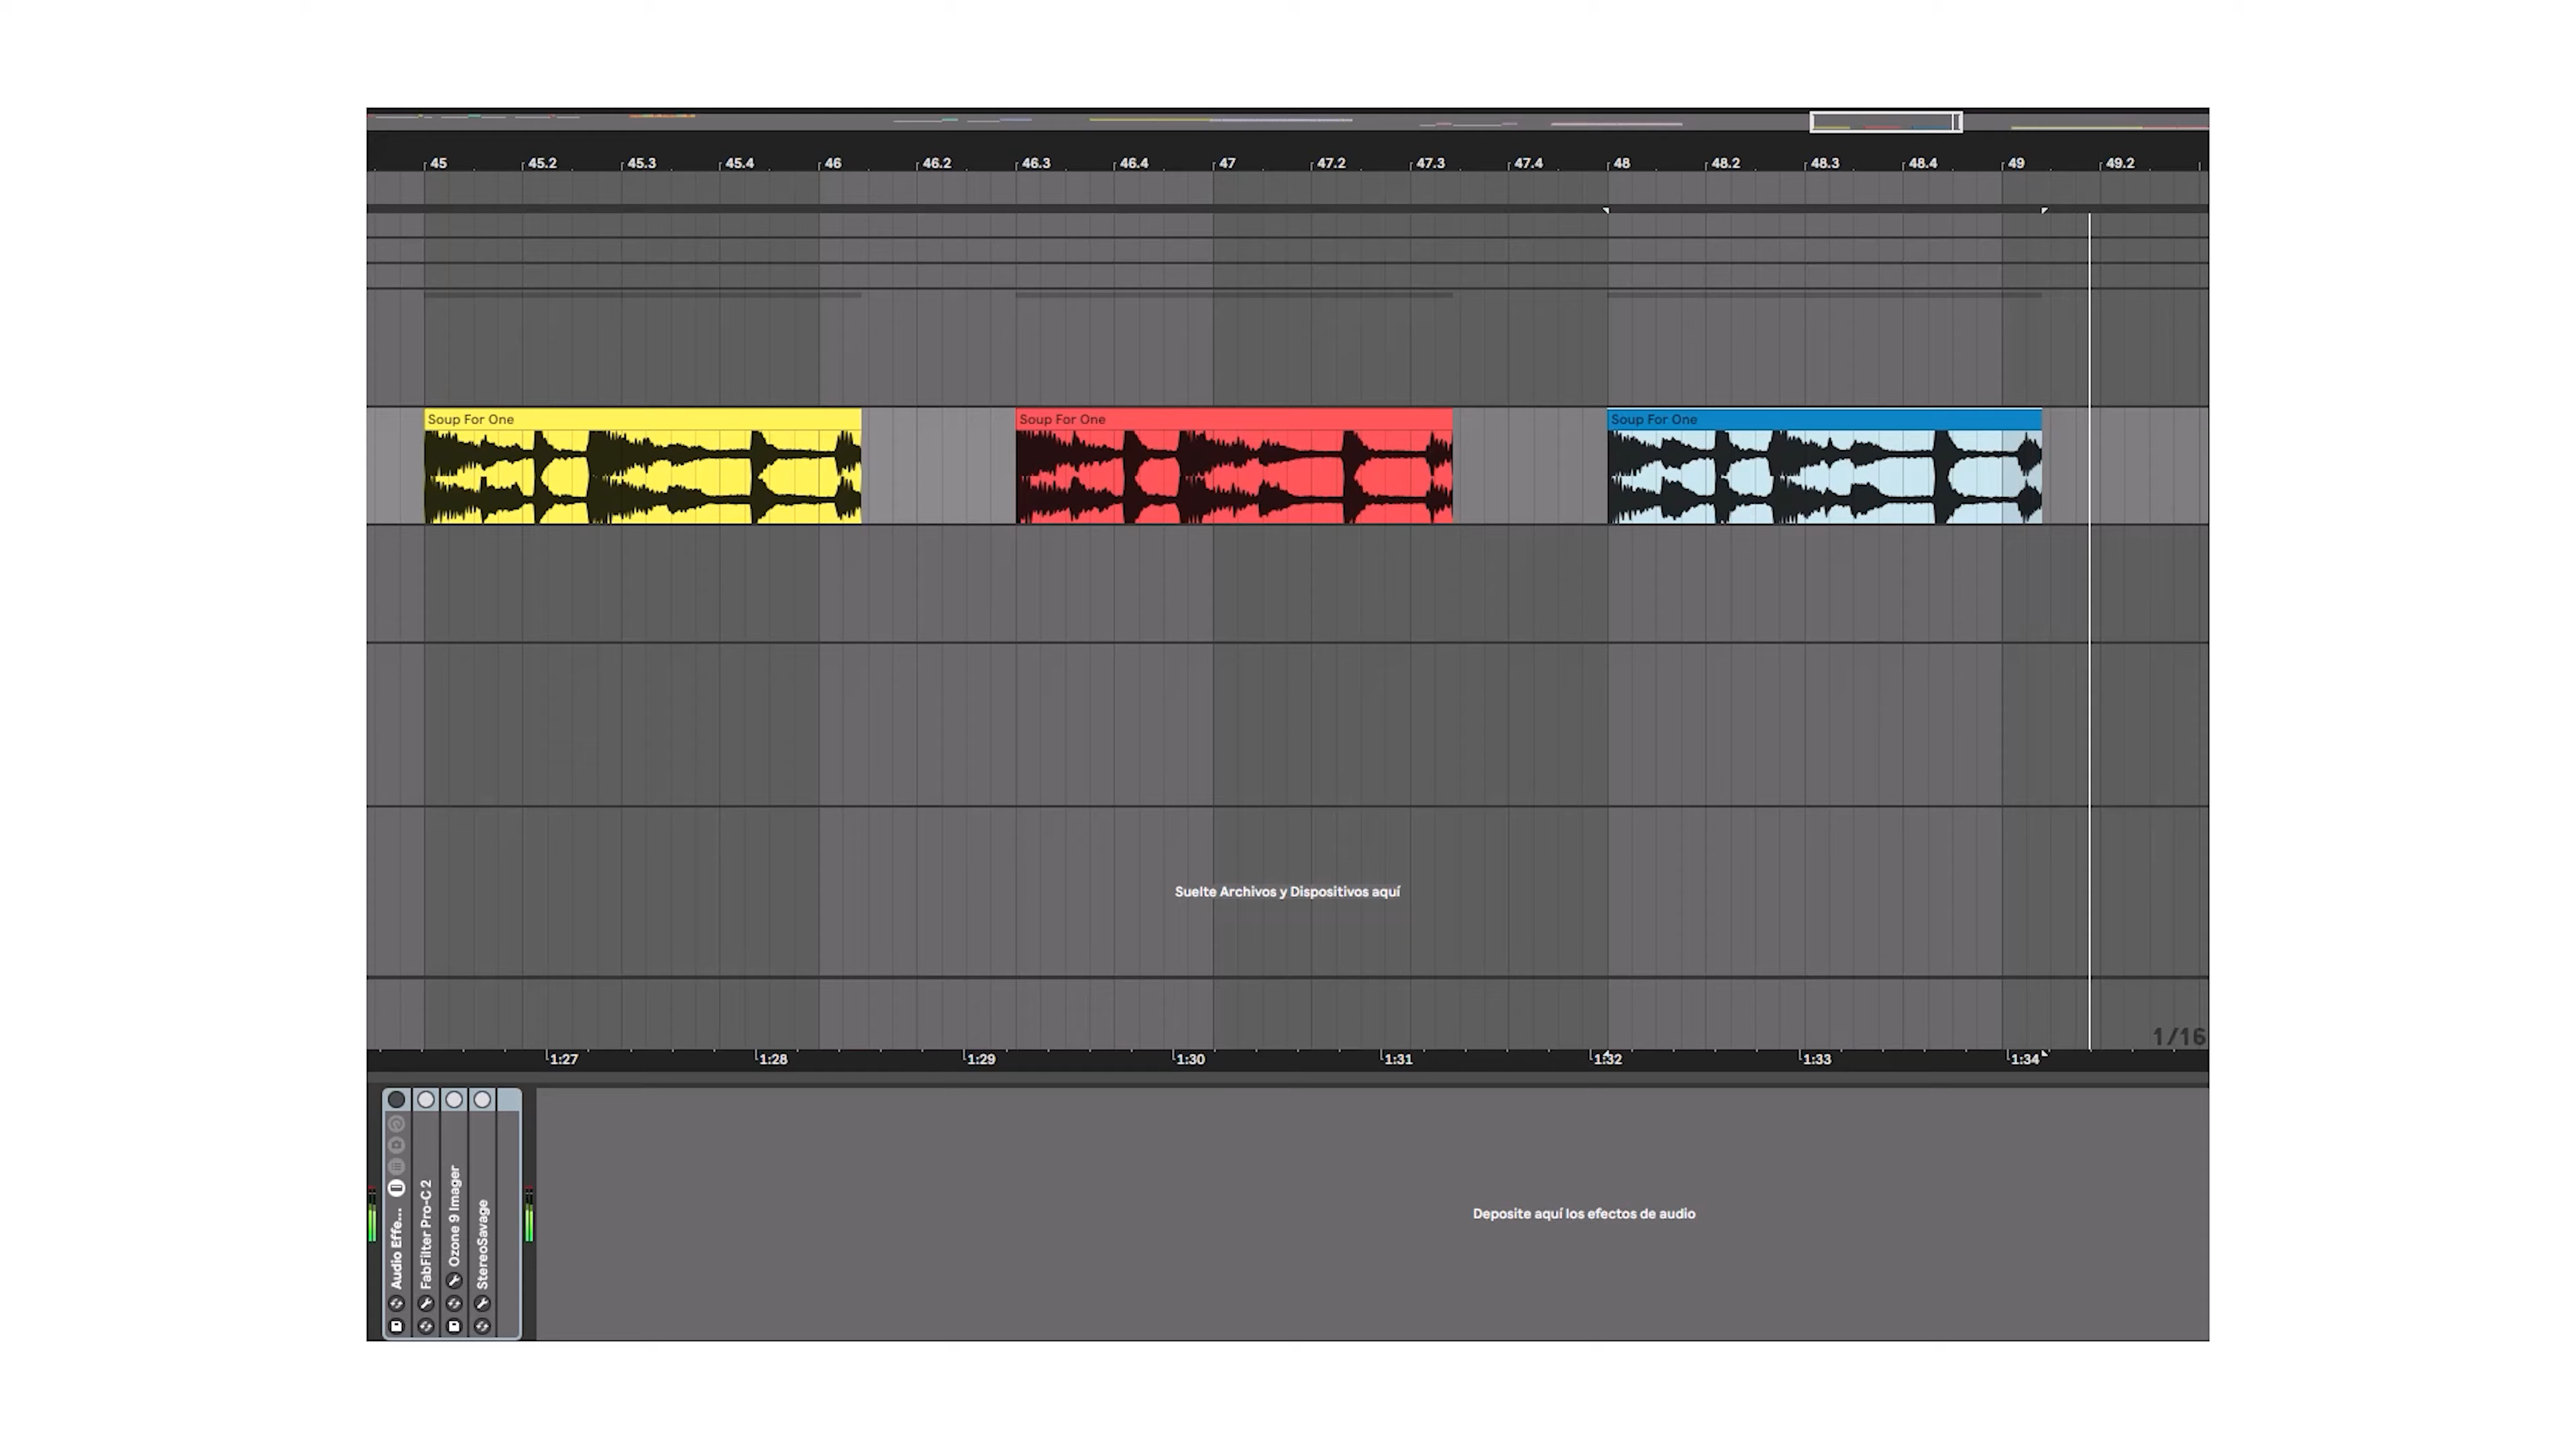 45 45.2 45.3 45.4 46 46.2 46.3 46.4 47 47.2 47.3 47.4 48 48.2 48.3 48.4 49 49.2
Soup For One Soup For One Soup For One
Suelte Archivos y Dispositivos aquí
1/16
1:27 1:28 1:29 1:30 1:31 1:32 1:33 1:34
Audio Effe...
FabFilter Pro-C 2
Ozone 9 Imager
StereoSavage
Deposite aquí los efectos de audio